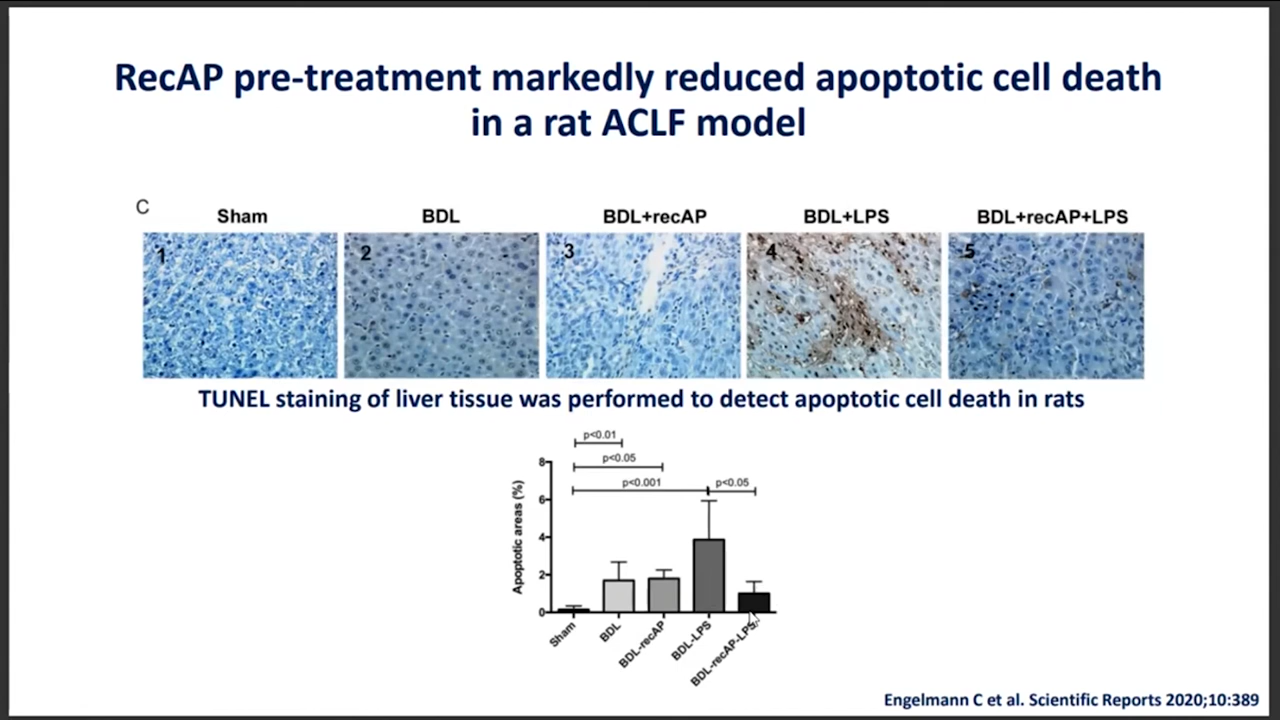 RecAP pre-treatment markedly reduced apoptotic cell death
in a rat ACLF model
C
Sham
BDL
BDL+recAP
BDL+LPS
BDL+recAP+LPS
1
2
3
4
5
TUNEL staining of liver tissue was performed to detect apoptotic cell death in rats
p<0.01
p<0.05
p<0.001
p<0.05
Apoptotic areas (%)
8
6
4
2
0
Sham
BDL
BDL-recAP
BDL-LPS
BDL-recAP-LPS
Engelmann C et al. Scientific Reports 2020;10:389